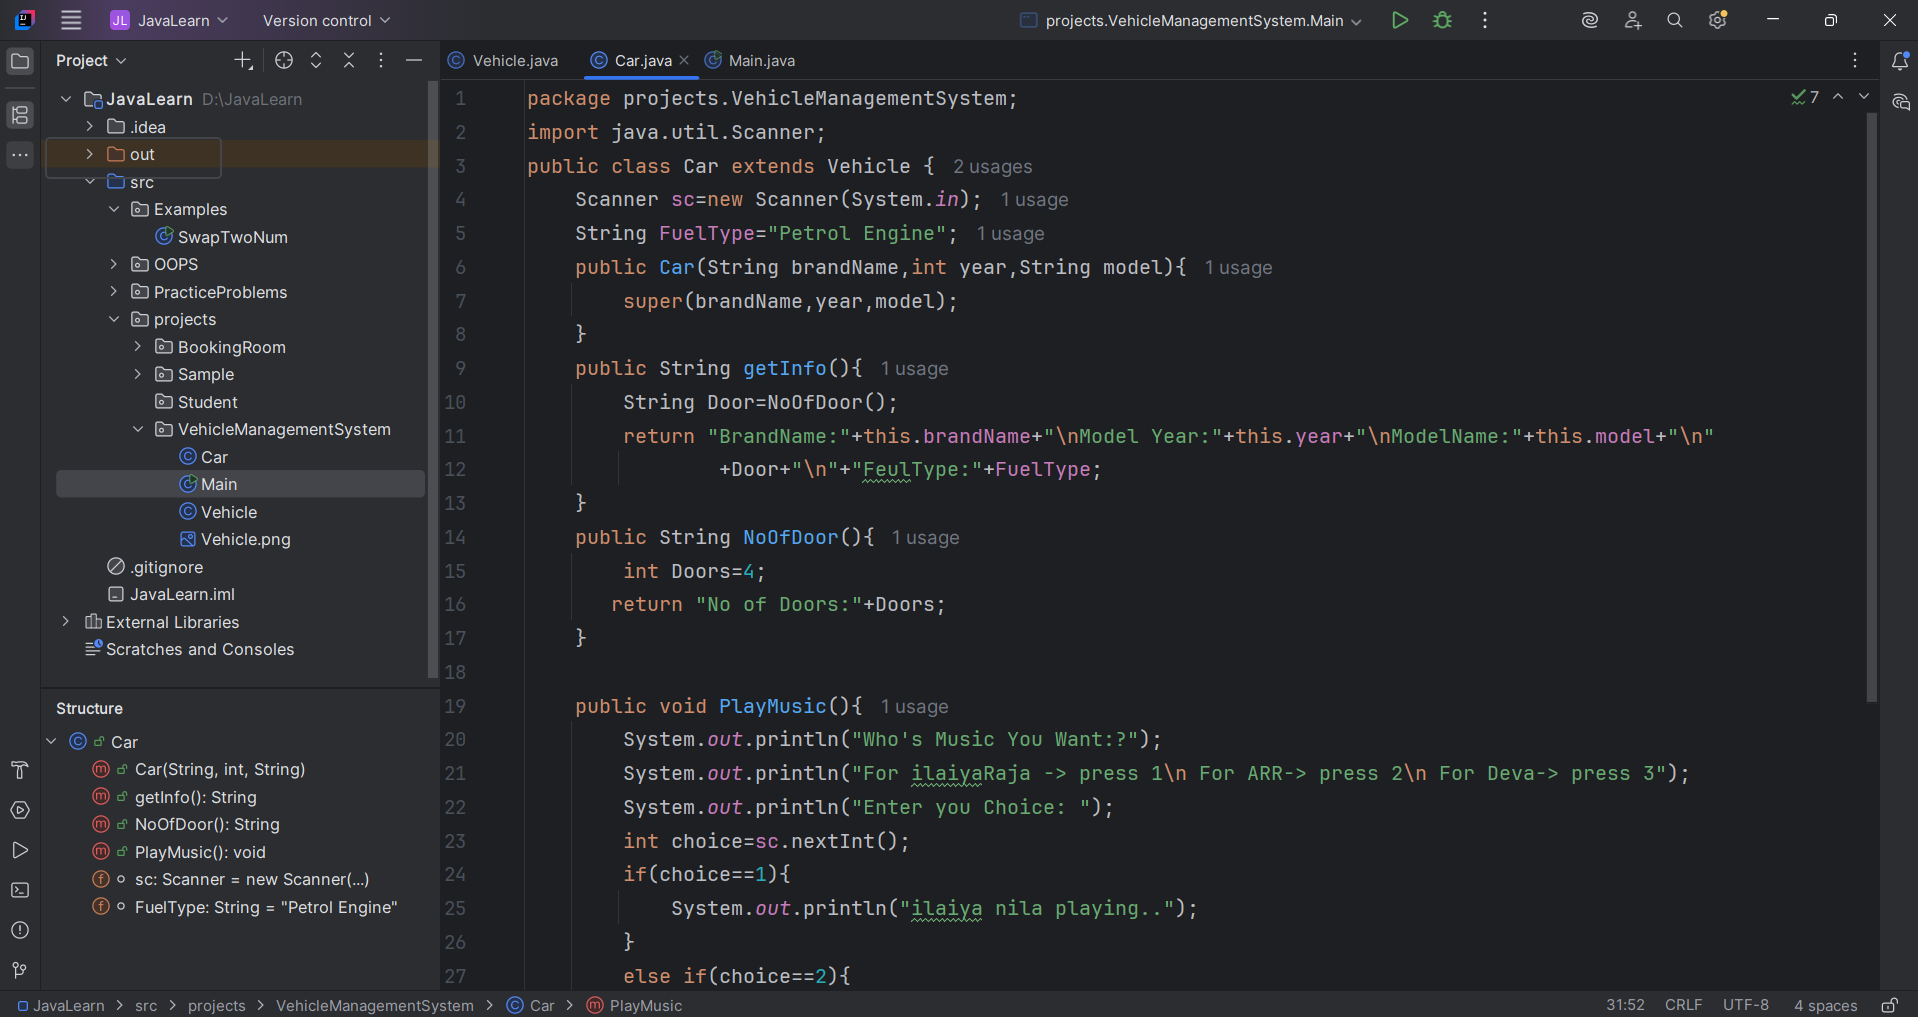 JL JavaLearn Version control projects.VehicleManagementSystem.Main
Project
Vehicle.java Car.java Main.java
JavaLearn D:\JavaLearn
.idea
out
src
Examples
SwapTwoNum
OOPS
PracticeProblems
projects
BookingRoom
Sample
Student
VehicleManagementSystem
Car
Main
Vehicle
Vehicle.png
.gitignore
JavaLearn.iml
External Libraries
Scratches and Consoles
Structure
Car
Car(String, int, String)
getInfo(): String
NoOfDoor(): String
PlayMusic(): void
sc: Scanner = new Scanner(...)
FuelType: String = "Petrol Engine"
7
1 package projects.VehicleManagementSystem;
2 import java.util.Scanner;
3 public class Car extends Vehicle { 2 usages
4 Scanner sc=new Scanner(System.in); 1 usage
5 String FuelType="Petrol Engine"; 1 usage
6 public Car(String brandName,int year,String model){ 1 usage
7 super(brandName,year,model);
8 }
9 public String getInfo(){ 1 usage
10 String Door=NoOfDoor();
11 return "BrandName:"+this.brandName+"\nModel Year:"+this.year+"\nModelName:"+this.model+"\n"
12 +Door+"\n"+"FeulType:"+FuelType;
13 }
14 public String NoOfDoor(){ 1 usage
15 int Doors=4;
16 return "No of Doors:"+Doors;
17 }
18
19 public void PlayMusic(){ 1 usage
20 System.out.println("Who's Music You Want:?");
21 System.out.println("For ilaiyaRaja -> press 1\n For ARR-> press 2\n For Deva-> press 3");
22 System.out.println("Enter you Choice: ");
23 int choice=sc.nextInt();
24 if(choice==1){
25 System.out.println("ilaiya nila playing..");
26 }
27 else if(choice==2){
JavaLearn > src > projects > VehicleManagementSystem > Car > PlayMusic 31:52 CRLF UTF-8 4 spaces